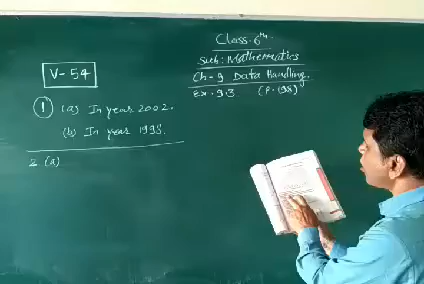 Class. 6th
Sub: Mathematics
Ch - 9 Data Handling.
Ex. 9.3 (P. 198)
V - 54
1 (a) In year 2002.
(b) In year 1998.
2 (a)